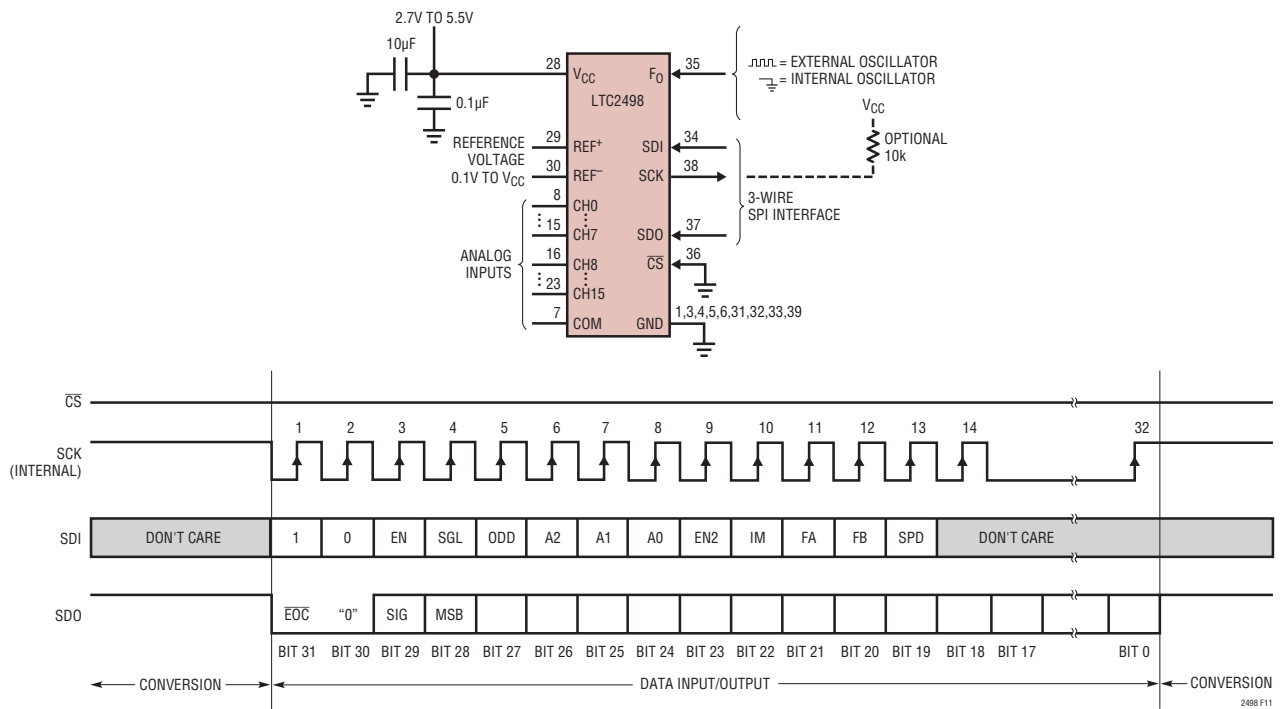 2.7V TO 5.5V
10µF
0.1µF
28
VCC
LTC2498
F0
35
= EXTERNAL OSCILLATOR
= INTERNAL OSCILLATOR
VCC
OPTIONAL
10k
REFERENCE
VOLTAGE
0.1V TO VCC
29
REF+
30
REF–
SDI
34
SCK
38
3-WIRE
SPI INTERFACE
ANALOG
INPUTS
8
CH0
15
CH7
16
CH8
23
CH15
7
COM
SDO
37
CS
36
GND
1,3,4,5,6,31,32,33,39
CS
SCK
(INTERNAL)
1 2 3 4 5 6 7 8 9 10 11 12 13 14 32
SDI
DON'T CARE 1 0 EN SGL ODD A2 A1 A0 EN2 IM FA FB SPD DON'T CARE
SDO
EOC "0" SIG MSB
BIT 31 BIT 30 BIT 29 BIT 28 BIT 27 BIT 26 BIT 25 BIT 24 BIT 23 BIT 22 BIT 21 BIT 20 BIT 19 BIT 18 BIT 17 BIT 0
CONVERSION DATA INPUT/OUTPUT CONVERSION
2498 F11